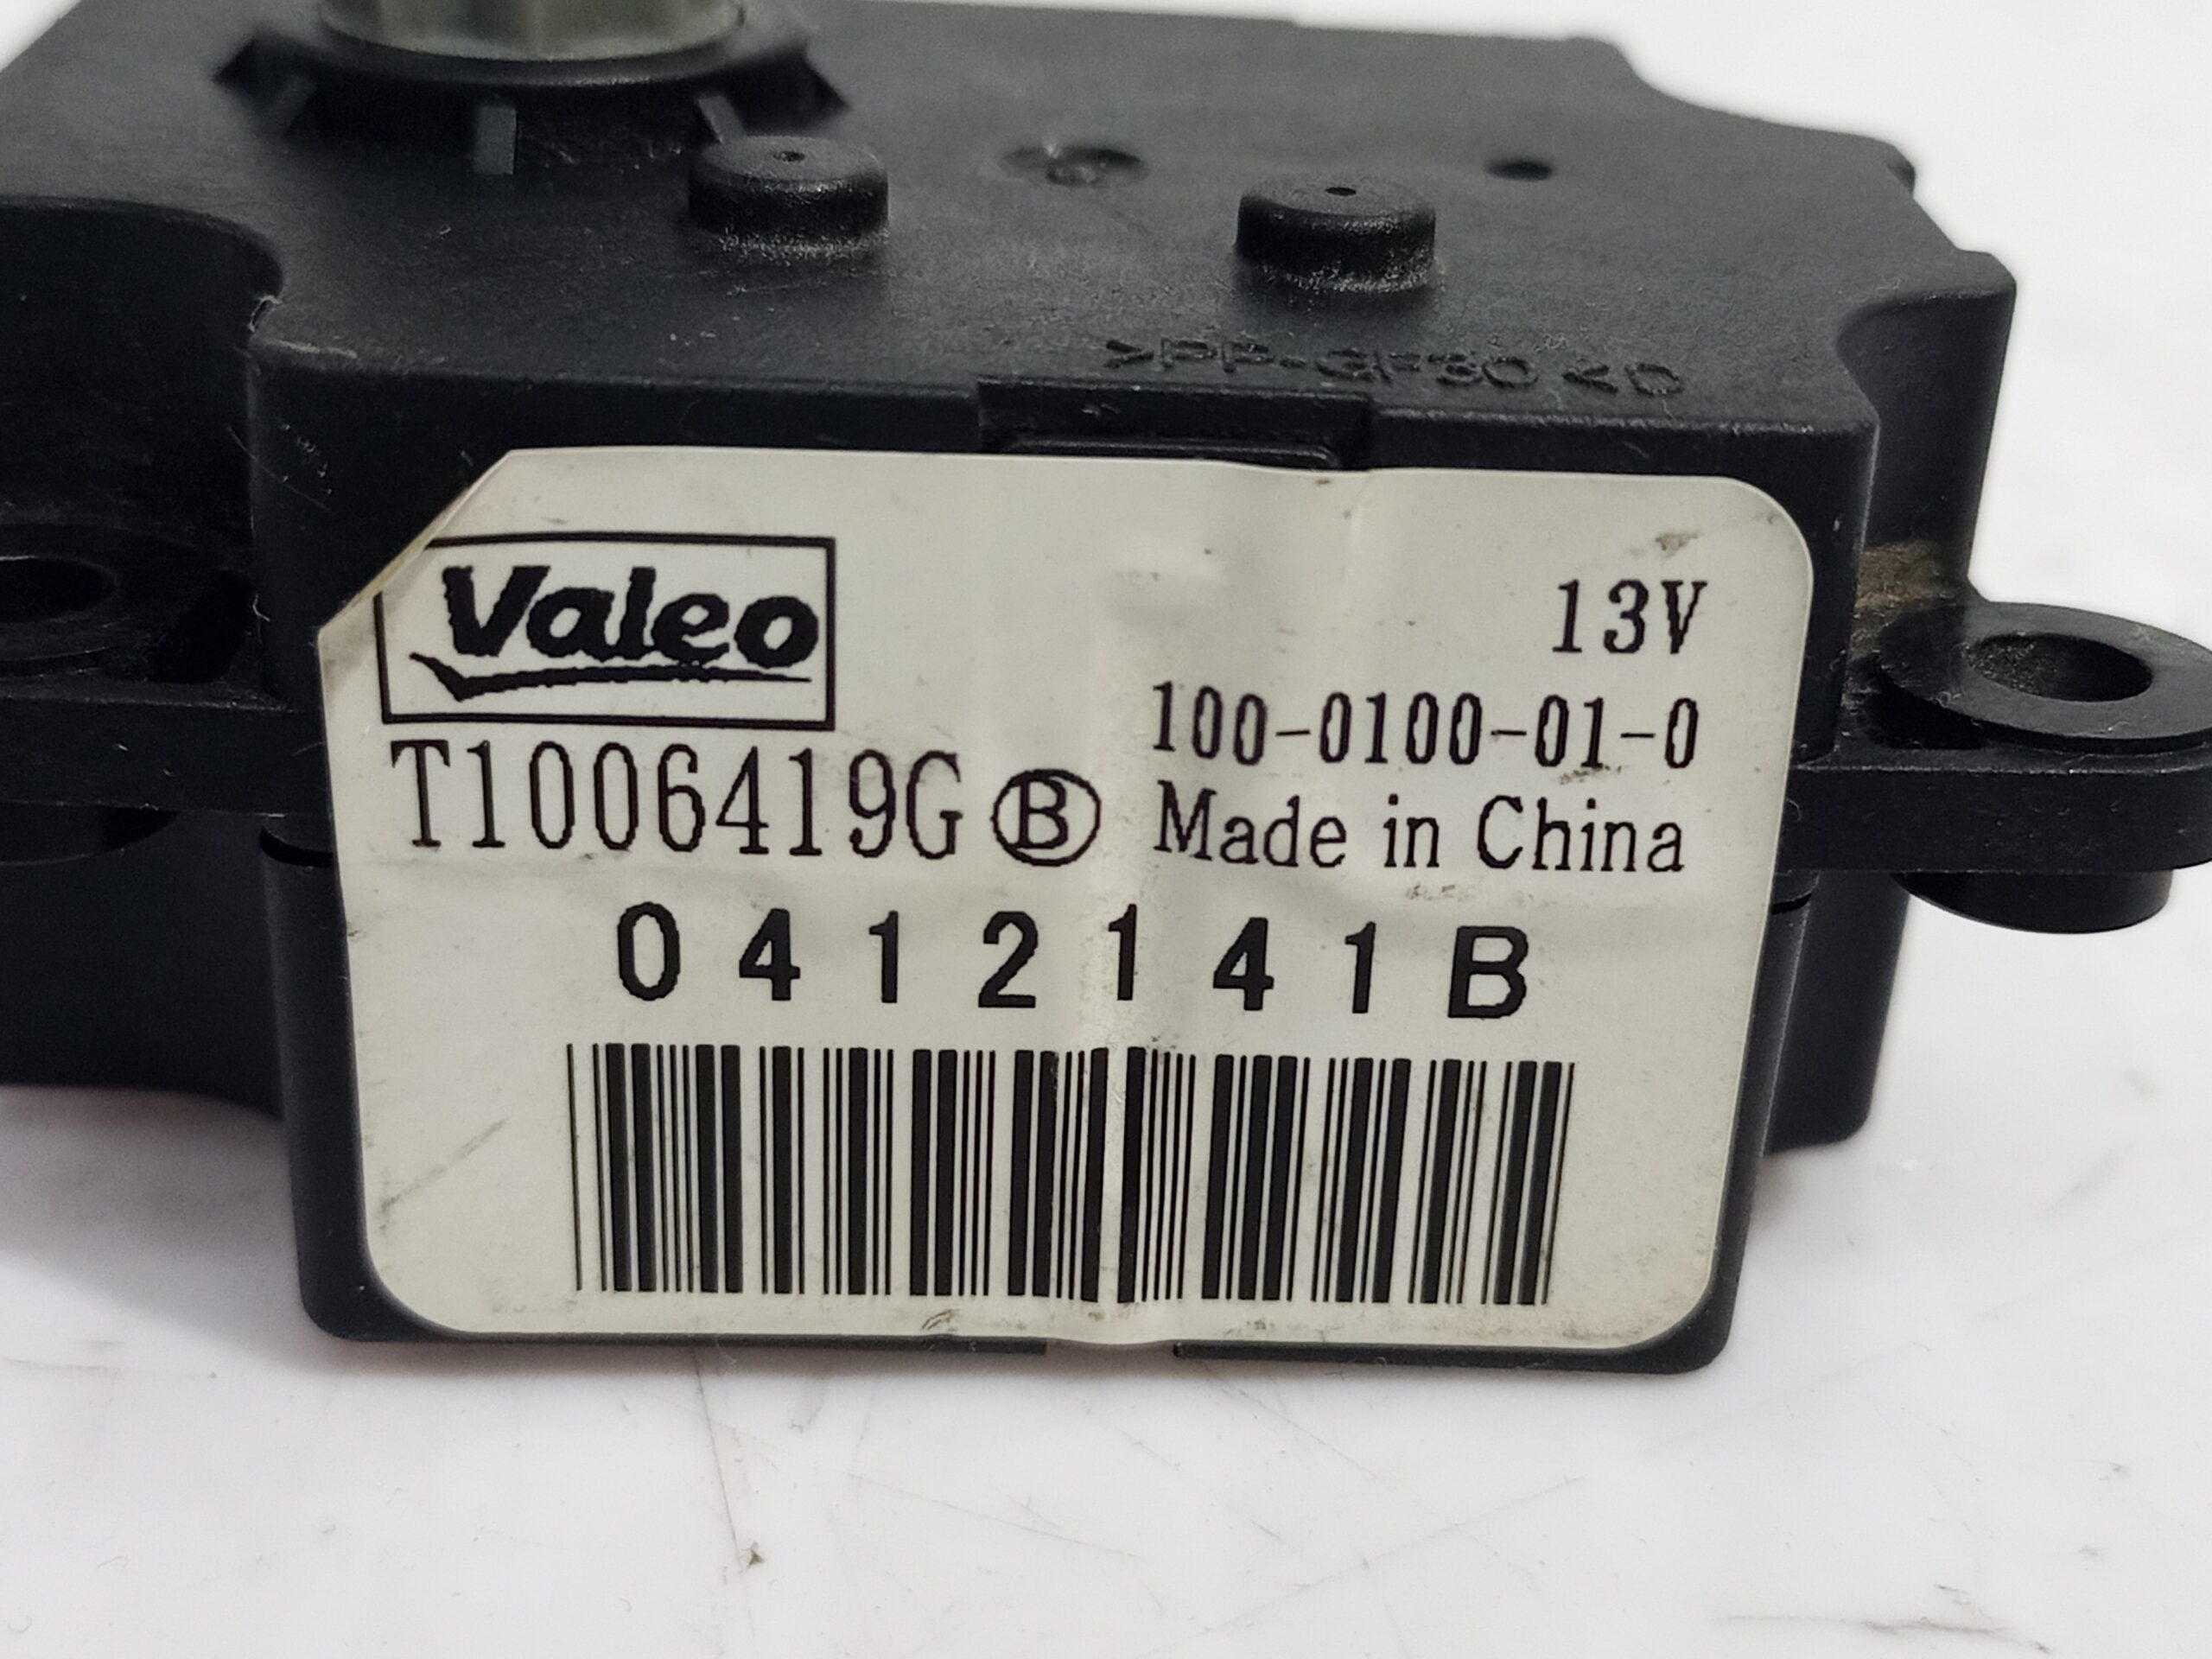 >PP-GF30<
Valeo
13V
100-0100-01-0
T1006419G Ⓑ
Made in China
0412141B